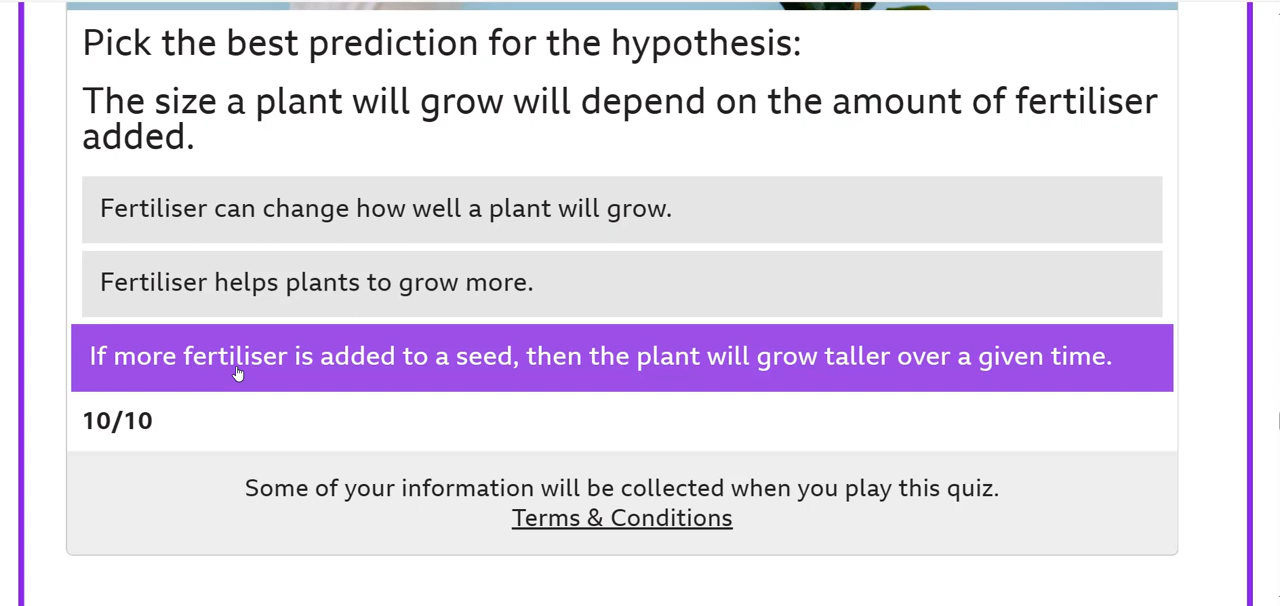 Pick the best prediction for the hypothesis:
The size a plant will grow will depend on the amount of fertiliser
added.
Fertiliser can change how well a plant will grow.
Fertiliser helps plants to grow more.
If more fertiliser is added to a seed, then the plant will grow taller over a given time.
10/10
Some of your information will be collected when you play this quiz.
Terms & Conditions